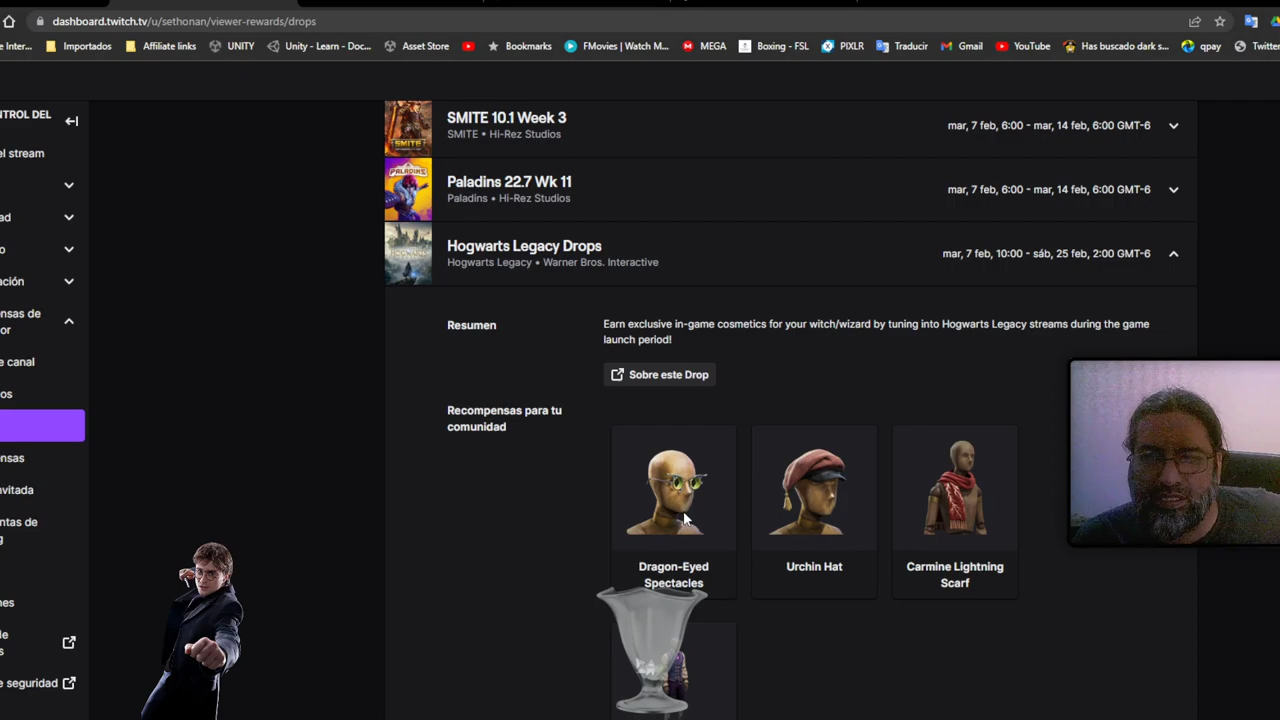 dashboard.twitch.tv/u/sethonan/viewer-rewards/drops
e Inter... Importados Affiliate links UNITY Unity - Learn - Doc... Asset Store Bookmarks FMovies | Watch M... MEGA Boxing - FSL PIXLR Traducir Gmail YouTube Has buscado dark s... qpay Twitter
NTROL DEL
el stream
ad
o
ación
nsas de
or
e canal
os
ensas
nvitada
ntas de
g
nes
de
s
e seguridad
SMITE 10.1 Week 3
SMITE • Hi-Rez Studios
mar, 7 feb, 6:00 - mar, 14 feb, 6:00 GMT-6
SMITE
Paladins 22.7 Wk 11
Paladins • Hi-Rez Studios
mar, 7 feb, 6:00 - mar, 14 feb, 6:00 GMT-6
PALADINS
Hogwarts Legacy Drops
Hogwarts Legacy • Warner Bros. Interactive
mar, 7 feb, 10:00 - sáb, 25 feb, 2:00 GMT-6
Resumen
Earn exclusive in-game cosmetics for your witch/wizard by tuning into Hogwarts Legacy streams during the game
launch period!
Sobre este Drop
Recompensas para tu
comunidad
Dragon-Eyed
Spectacles
Urchin Hat
Carmine Lightning
Scarf